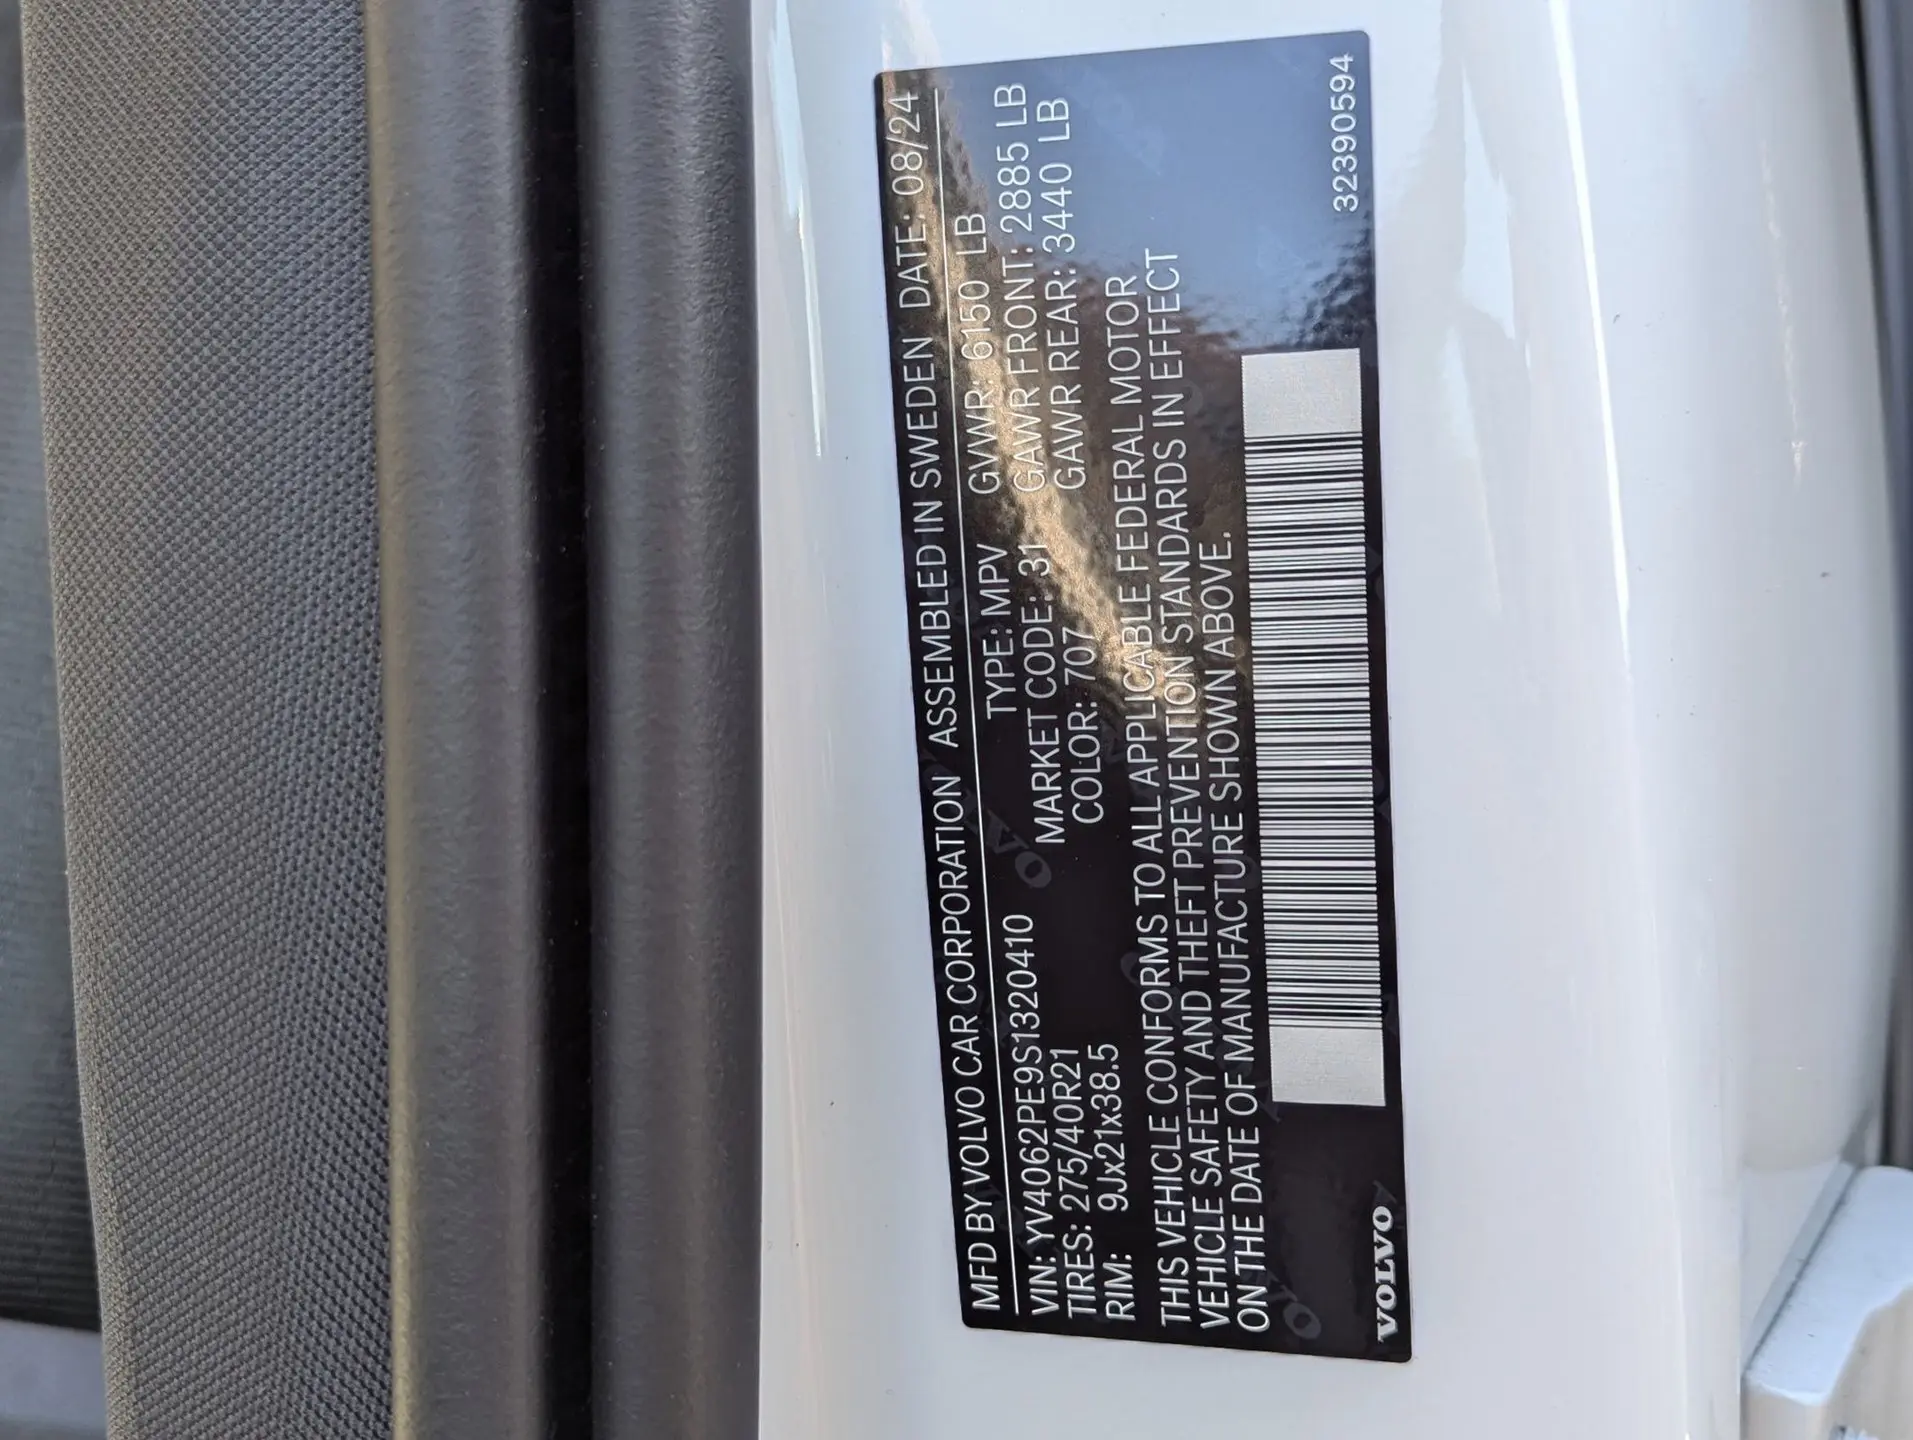 MFD BY VOLVO CAR CORPORATION ASSEMBLED IN SWEDEN DATE: 08/24
VIN: YV4062PE9S1320410 TYPE: MPV GVWR: 6150 LB
TIRES: 275/40R21 MARKET CODE: 31 GAWR FRONT: 2885 LB
RIM: 9Jx21x38.5 COLOR: 707 GAWR REAR: 3440 LB
THIS VEHICLE CONFORMS TO ALL APPLICABLE FEDERAL MOTOR
VEHICLE SAFETY AND THEFT PREVENTION STANDARDS IN EFFECT
ON THE DATE OF MANUFACTURE SHOWN ABOVE.
VOLVO 32390594